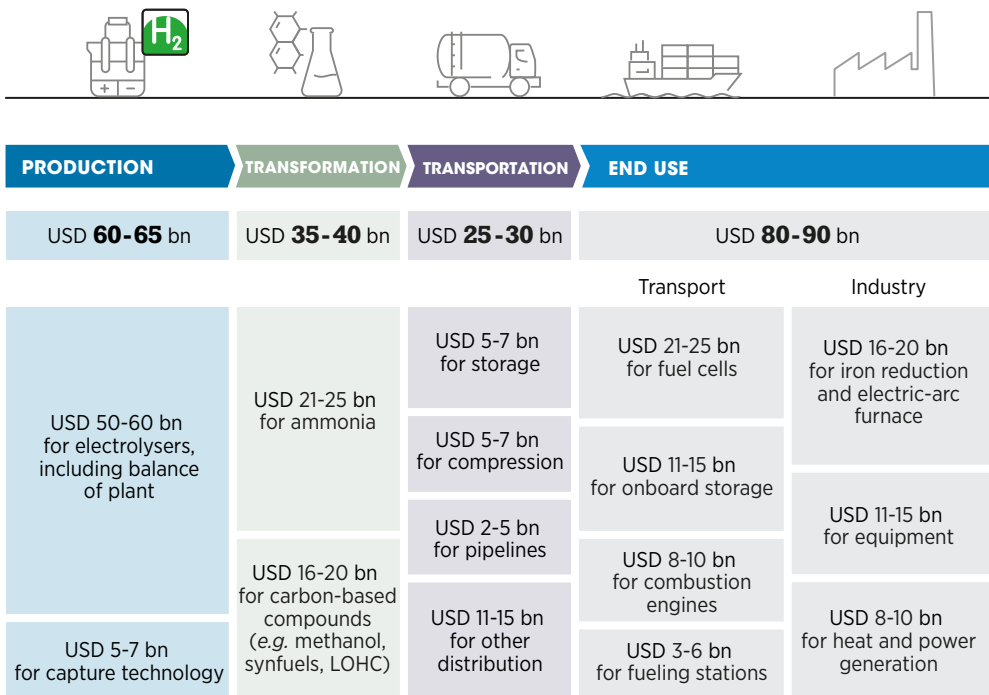 H2
+ −
PRODUCTION
TRANSFORMATION
TRANSPORTATION
END USE
USD 60-65 bn
USD 35-40 bn
USD 25-30 bn
USD 80-90 bn
Transport
Industry
USD 50-60 bn
for electrolysers,
including balance
of plant
USD 5-7 bn
for capture technology
USD 21-25 bn
for ammonia
USD 16-20 bn
for carbon-based
compounds
(e.g. methanol,
synfuels, LOHC)
USD 5-7 bn
for storage
USD 5-7 bn
for compression
USD 2-5 bn
for pipelines
USD 11-15 bn
for other
distribution
USD 21-25 bn
for fuel cells
USD 11-15 bn
for onboard storage
USD 8-10 bn
for combustion
engines
USD 3-6 bn
for fueling stations
USD 16-20 bn
for iron reduction
and electric-arc
furnace
USD 11-15 bn
for equipment
USD 8-10 bn
for heat and power
generation